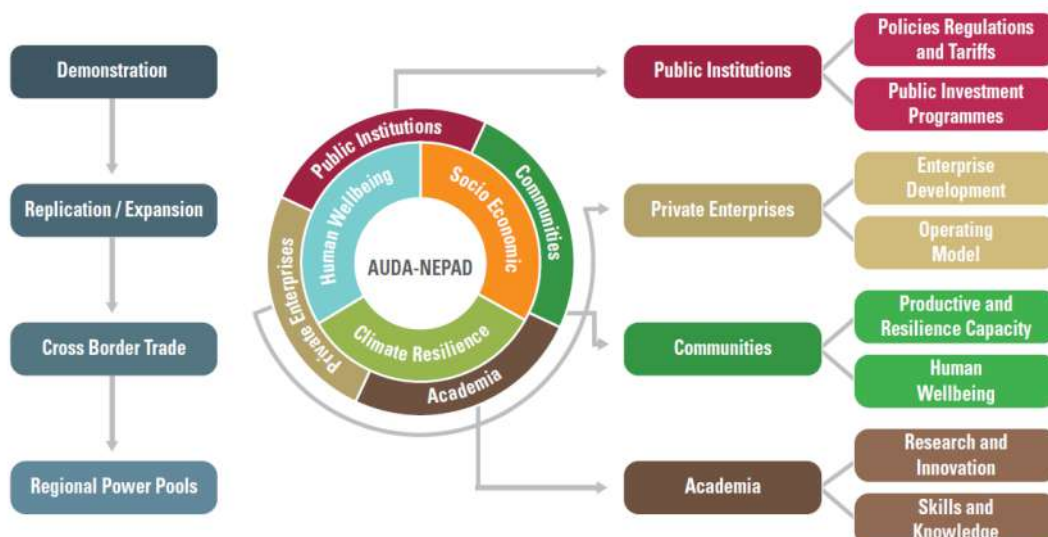 Demonstration
Replication / Expansion
Cross Border Trade
Regional Power Pools
Public Institutions
Communities
Academia
Private Enterprises
Human Wellbeing
Socio Economic
Climate Resilience
AUDA-NEPAD
Public Institutions
Policies Regulations
and Tariffs
Public Investment
Programmes
Private Enterprises
Enterprise
Development
Operating
Model
Communities
Productive and
Resilience Capacity
Human
Wellbeing
Academia
Research and
Innovation
Skills and
Knowledge